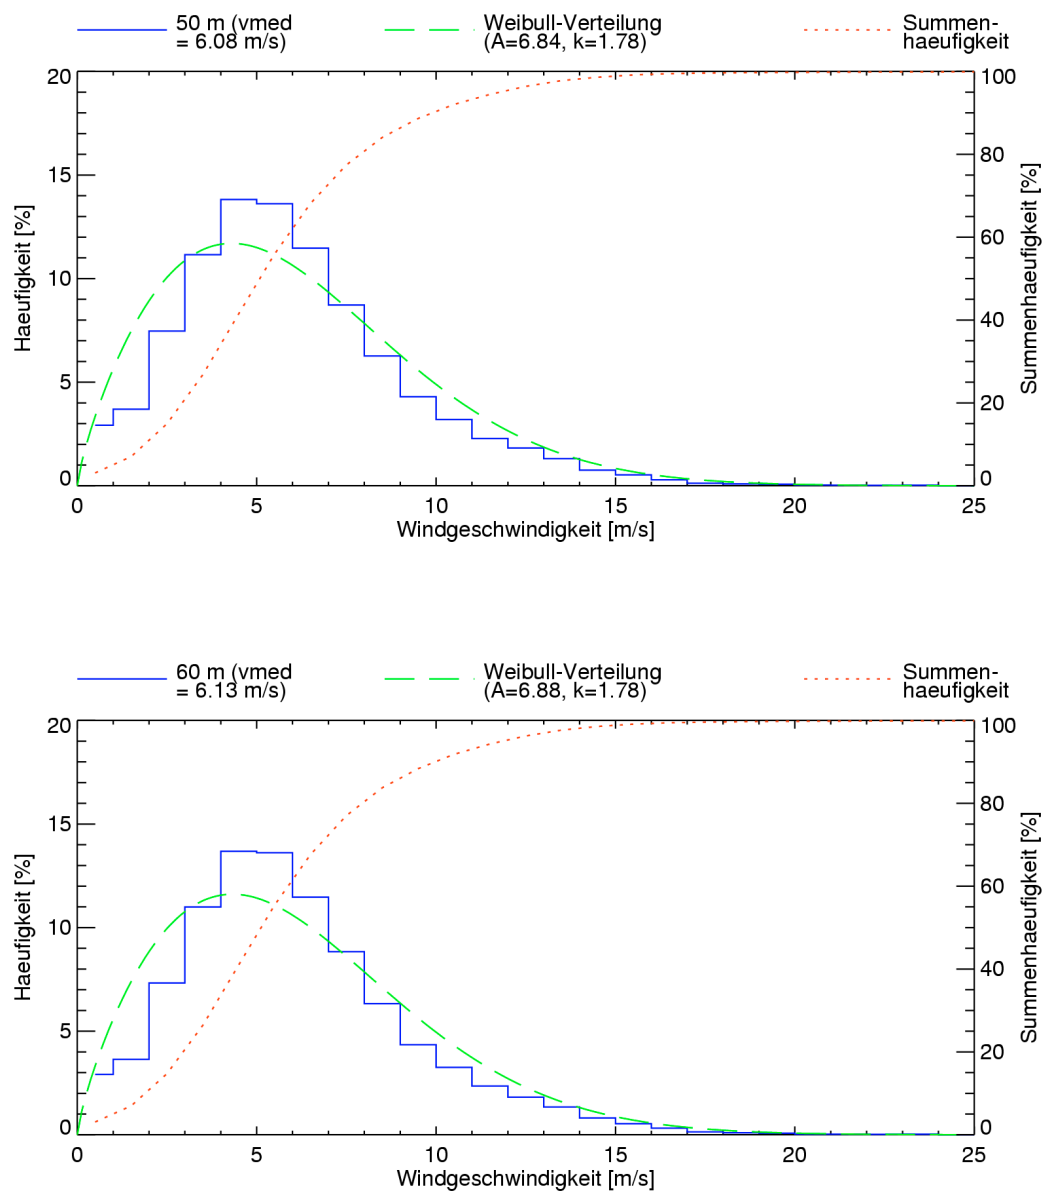 50 m (vmed
= 6.08 m/s)
Weibull-Verteilung
(A=6.84, k=1.78)
Summen-
haeufigkeit
20
15
10
5
0
Haeufigkeit [%]
100
80
60
40
20
0
Summenhaeufigkeit [%]
0 5 10 15 20 25
Windgeschwindigkeit [m/s]
60 m (vmed
= 6.13 m/s)
Weibull-Verteilung
(A=6.88, k=1.78)
Summen-
haeufigkeit
20
15
10
5
0
Haeufigkeit [%]
100
80
60
40
20
0
Summenhaeufigkeit [%]
0 5 10 15 20 25
Windgeschwindigkeit [m/s]